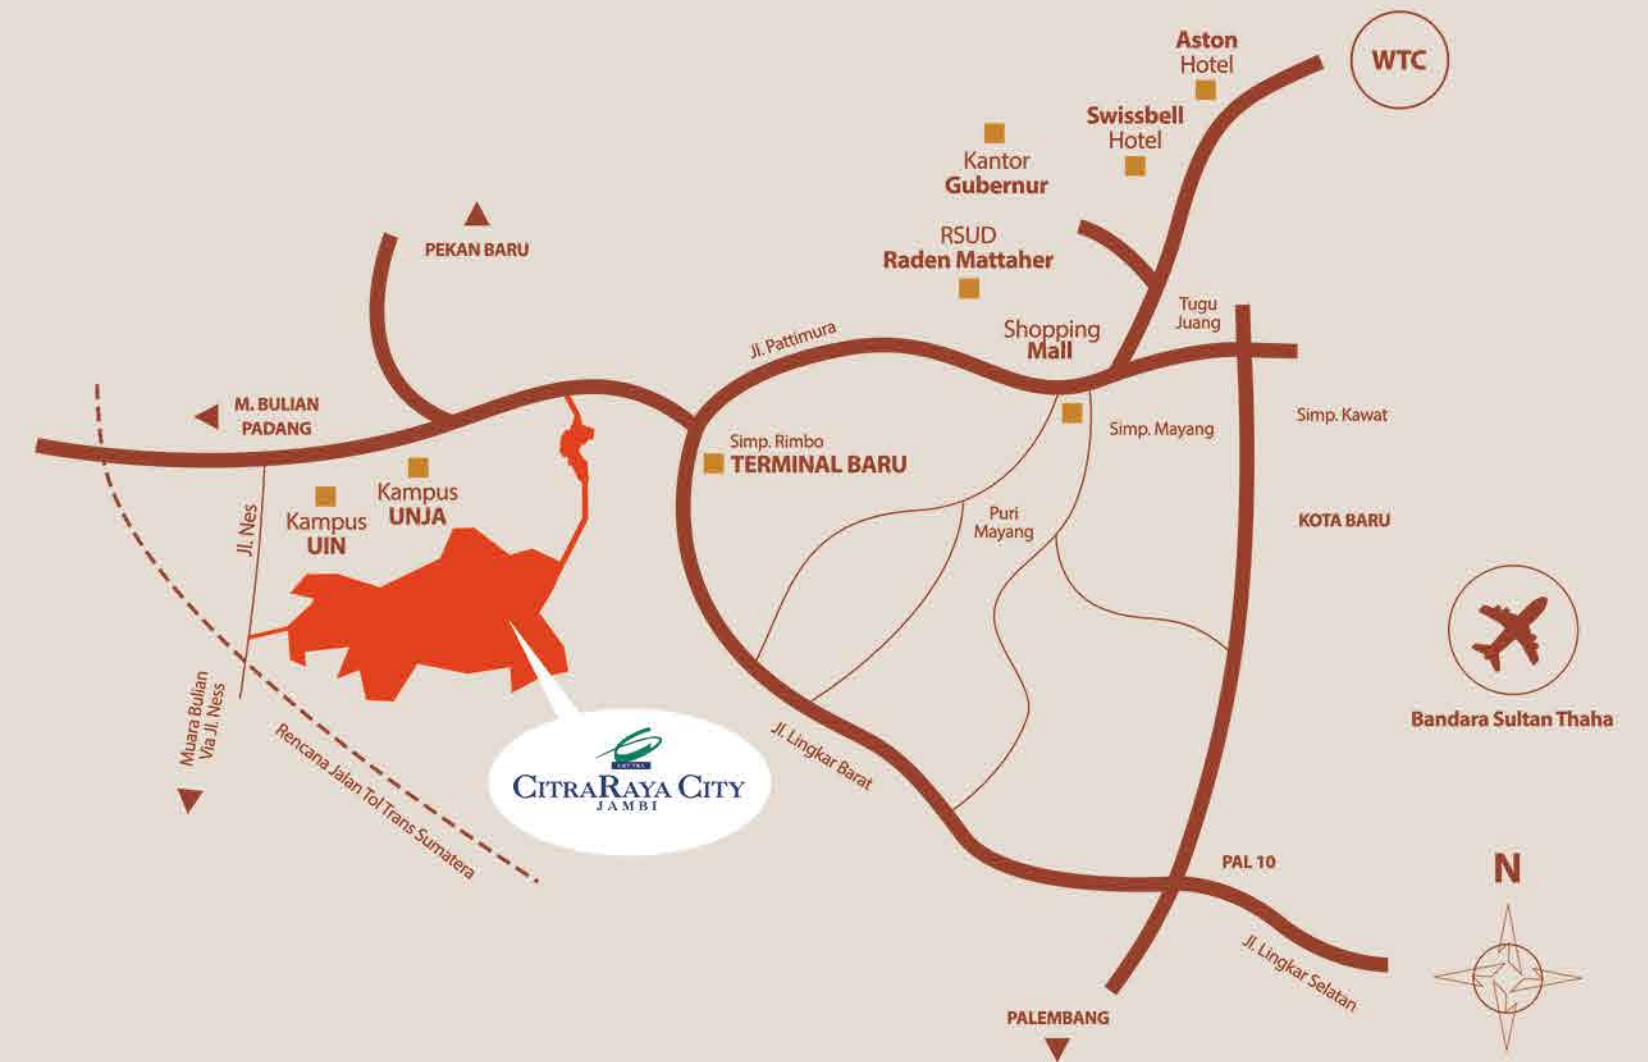 Aston
Hotel
WTC
Swissbell
Hotel
Kantor
Gubernur
RSUD
Raden Mattaher
PEKAN BARU
Tugu
Juang
Shopping
Mall
Jl. Pattimura
M. BULIAN
PADANG
Simp. Kawat
Simp. Mayang
Simp. Rimbo
TERMINAL BARU
Kampus
UNJA
Kampus
UIN
Jl. Nes
Puri
Mayang
KOTA BARU
Bandara Sultan Thaha
Muara Bulian
Via Jl. Ness
Rencana Jalan Tol Trans Sumatera
Jl. Lingkar Barat
CITRARAYA CITY
JAMBI
PAL 10
N
Jl. Lingkar Selatan
PALEMBANG